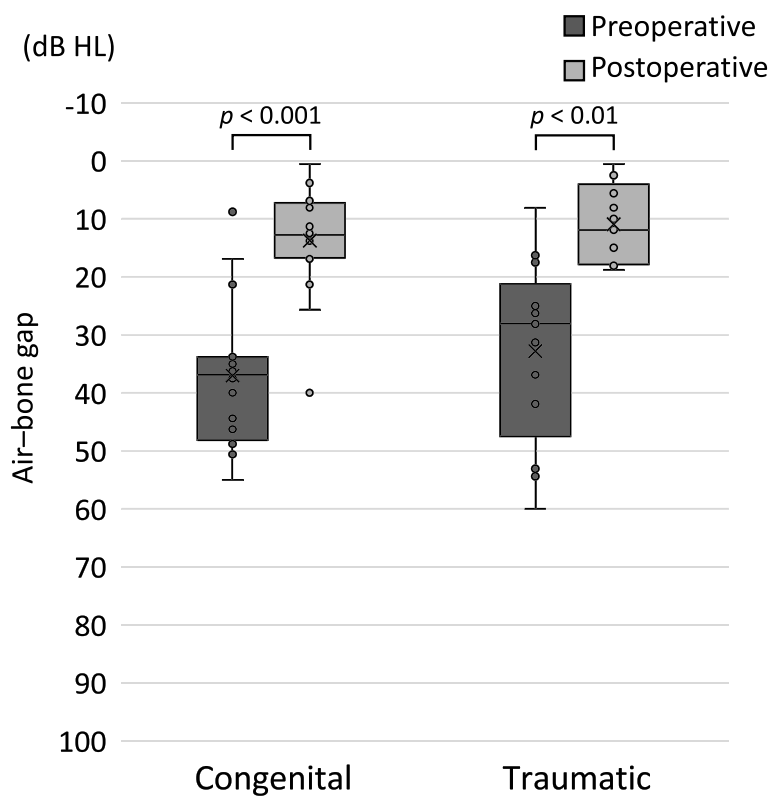 (dB HL)
Preoperative
Postoperative
-10
p < 0.001
p < 0.01
0
10
20
30
40
50
60
70
80
90
100
Air–bone gap
Congenital
Traumatic